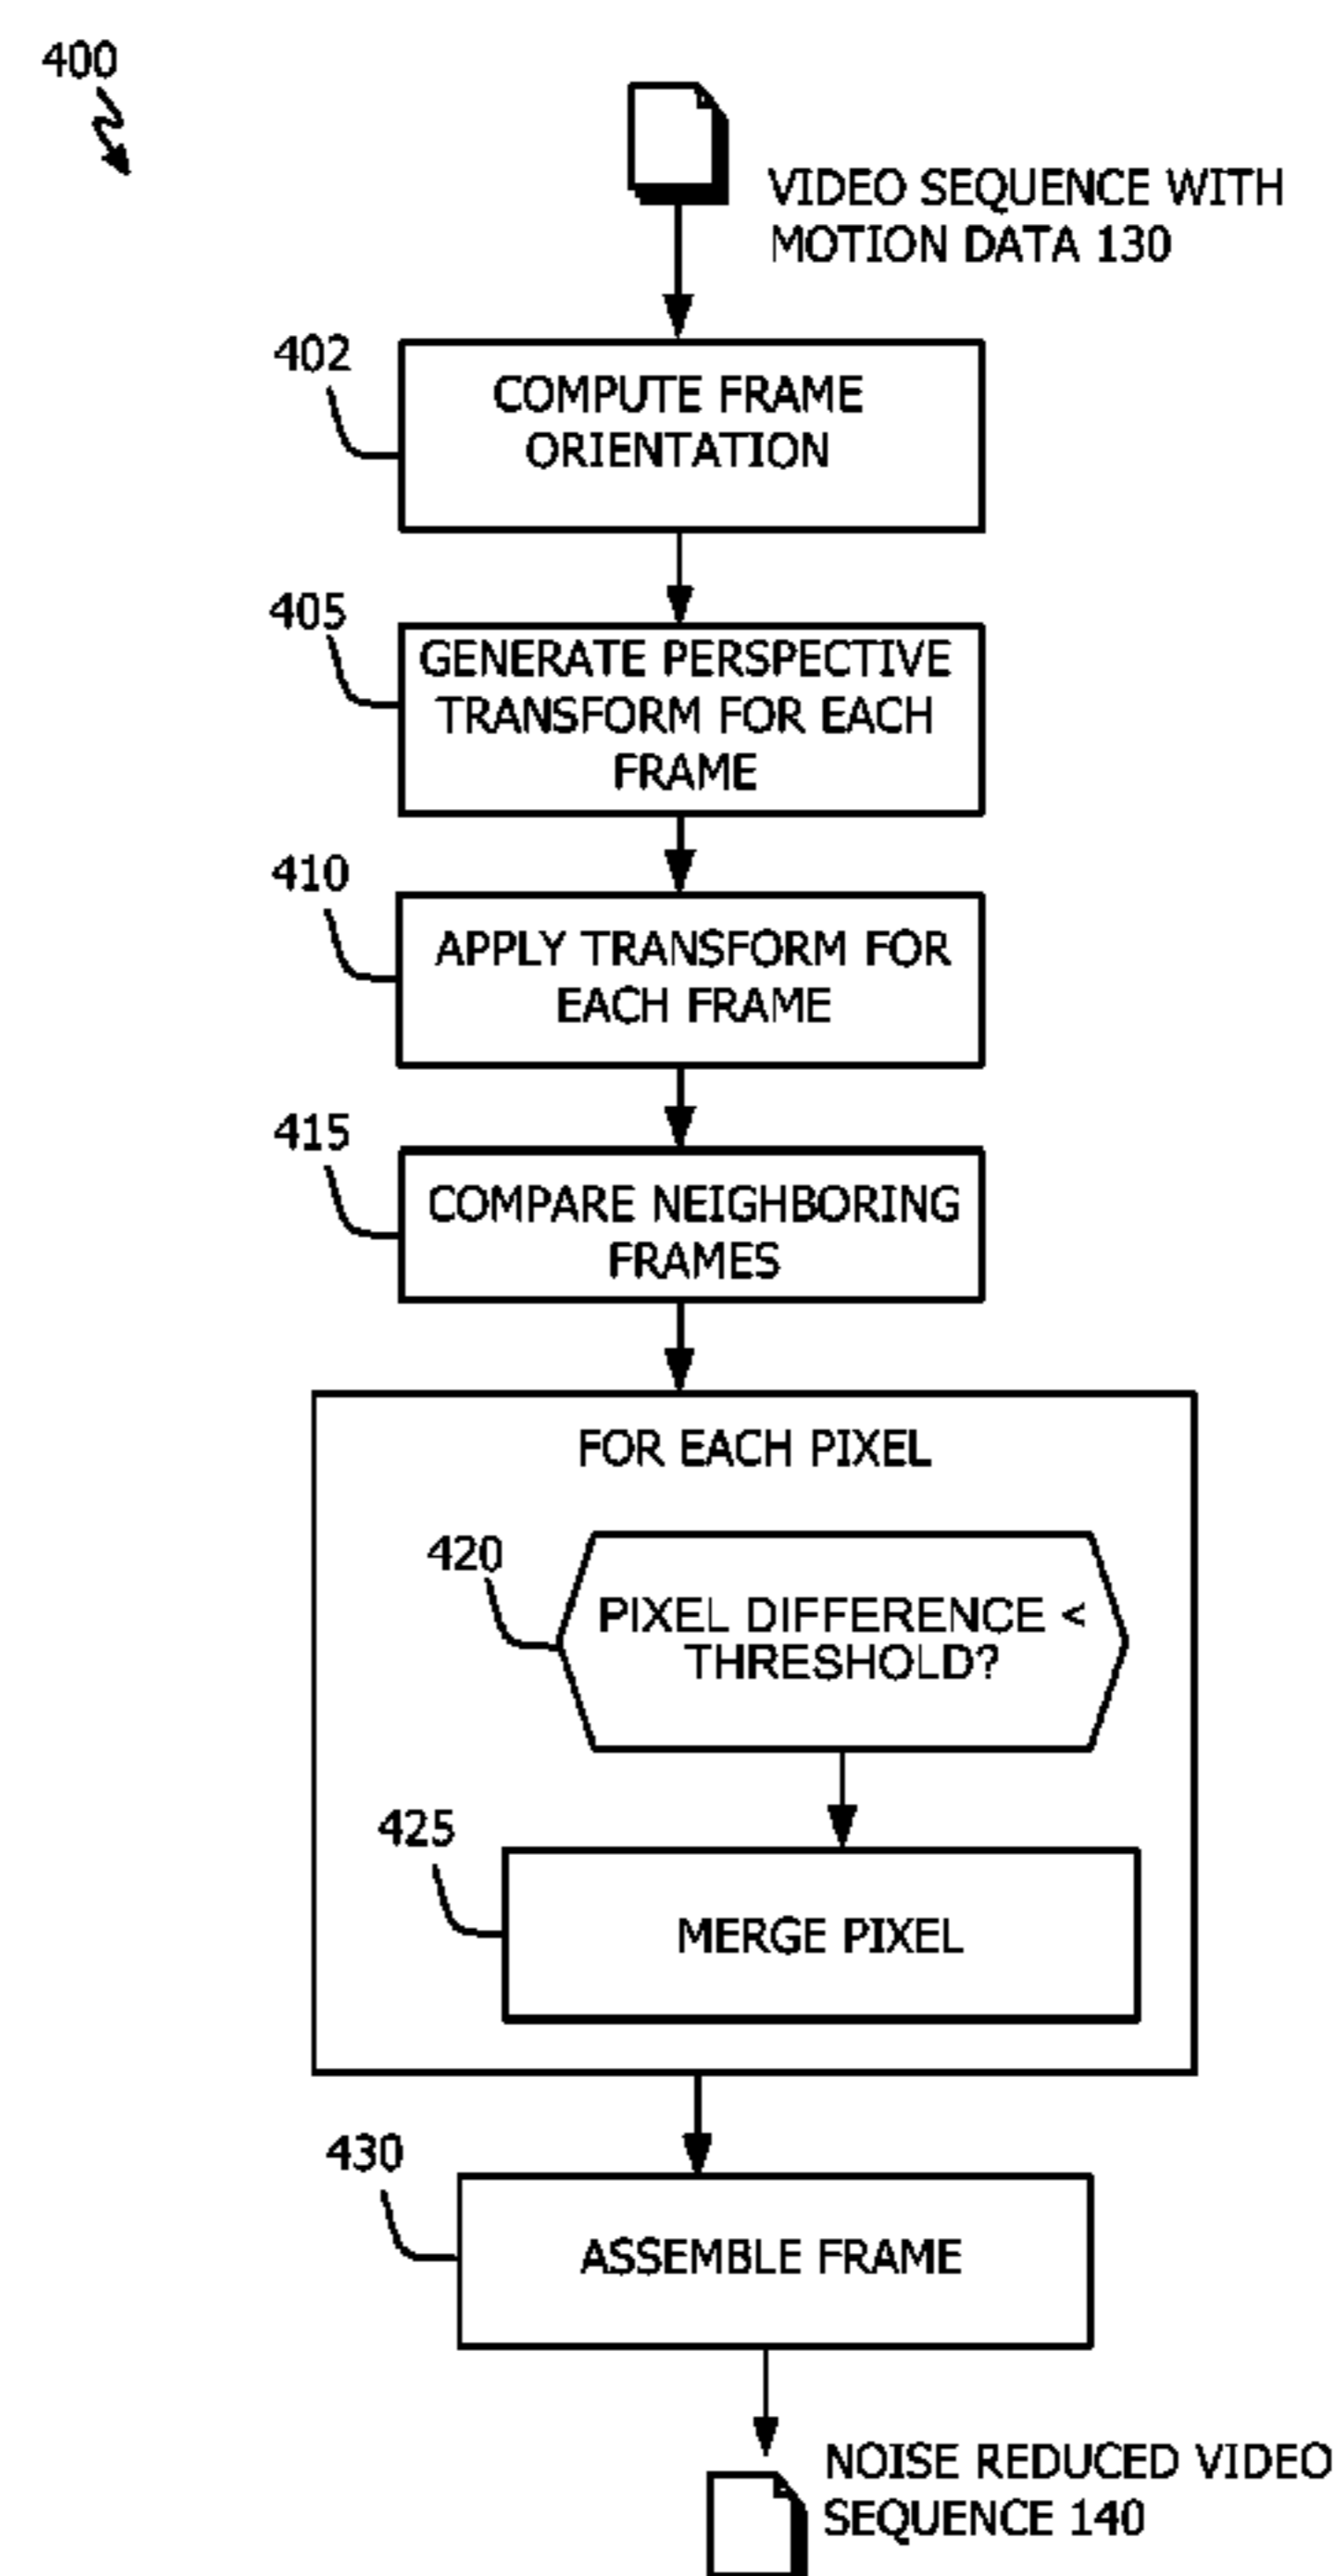 400
VIDEO SEQUENCE WITH
MOTION DATA 130
402
COMPUTE FRAME
ORIENTATION
405
GENERATE PERSPECTIVE
TRANSFORM FOR EACH
FRAME
410
APPLY TRANSFORM FOR
EACH FRAME
415
COMPARE NEIGHBORING
FRAMES
FOR EACH PIXEL
420
PIXEL DIFFERENCE <
THRESHOLD?
425
MERGE PIXEL
430
ASSEMBLE FRAME
NOISE REDUCED VIDEO
SEQUENCE 140